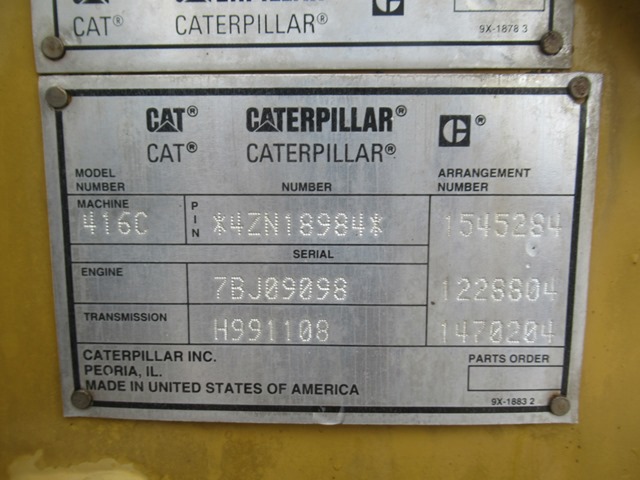 CAT® CATERPILLAR® 9X-1878 3
CAT® CATERPILLAR® C®
CAT® CATERPILLAR®
MODEL NUMBER NUMBER ARRANGEMENT NUMBER
MACHINE 416C PIN *4ZN18984* 1545284
SERIAL
ENGINE 7BJ09098 1228804
TRANSMISSION H991108 1470204
CATERPILLAR INC. PARTS ORDER
PEORIA, IL.
MADE IN UNITED STATES OF AMERICA
9X-1883 2